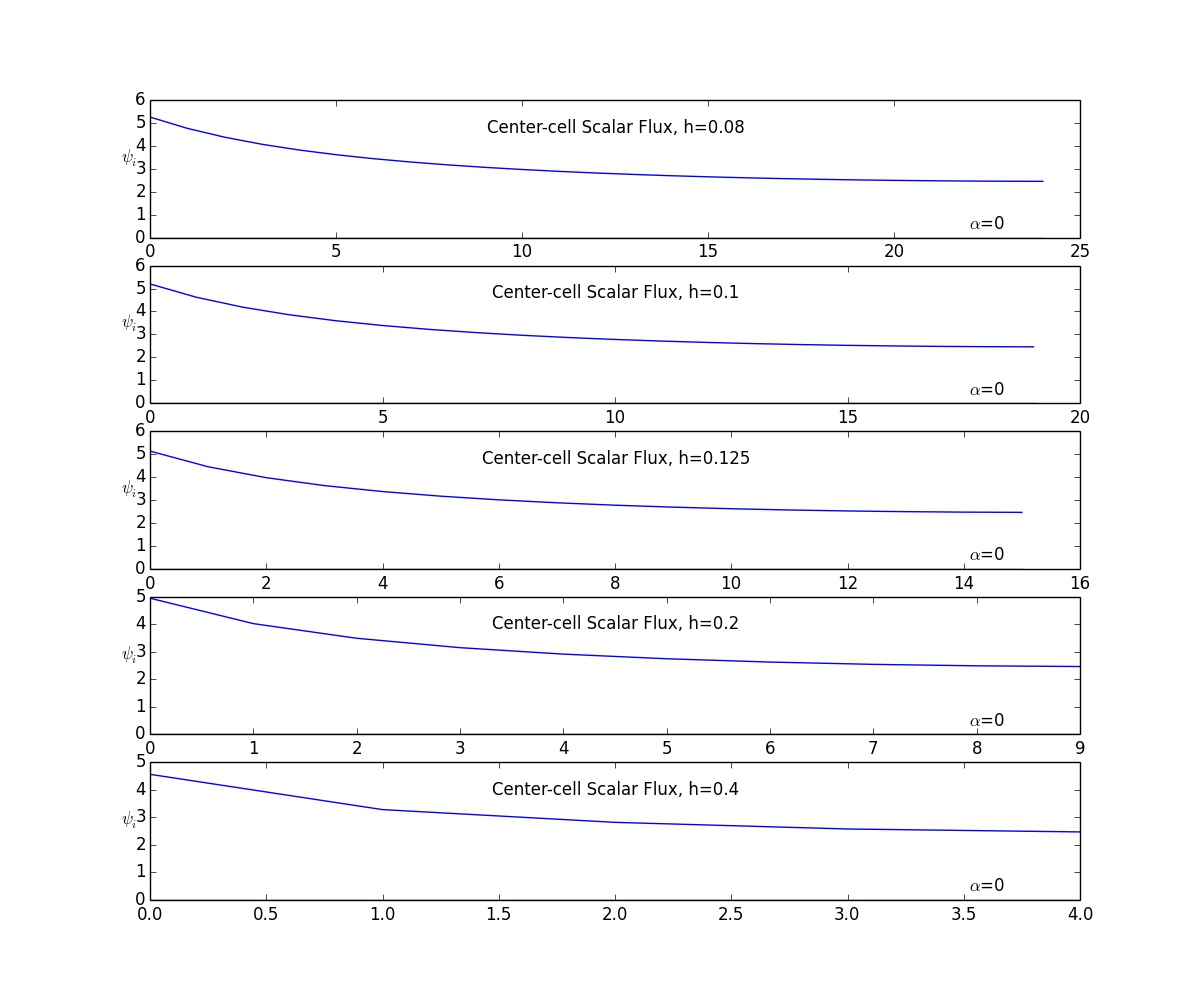 6
5
4
3
2
1
0
ψi
Center-cell Scalar Flux, h=0.08
α=0
0 5 10 15 20 25
6
5
4
3
2
1
0
ψi
Center-cell Scalar Flux, h=0.1
α=0
0 5 10 15 20
6
5
4
3
2
1
0
ψi
Center-cell Scalar Flux, h=0.125
α=0
0 2 4 6 8 10 12 14 16
5
4
3
2
1
0
ψi
Center-cell Scalar Flux, h=0.2
α=0
0 1 2 3 4 5 6 7 8 9
5
4
3
2
1
0
ψi
Center-cell Scalar Flux, h=0.4
α=0
0.0 0.5 1.0 1.5 2.0 2.5 3.0 3.5 4.0